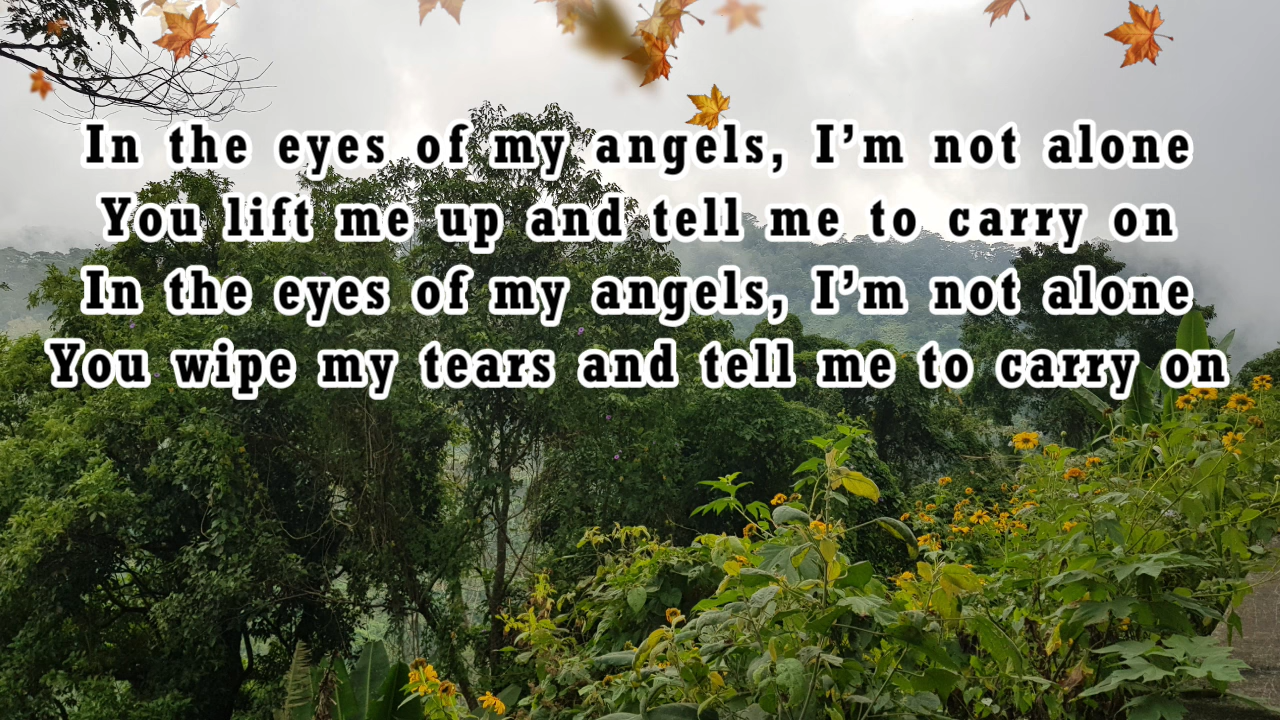 In the eyes of my angels, I’m not alone
You lift me up and tell me to carry on
In the eyes of my angels, I’m not alone
You wipe my tears and tell me to carry on